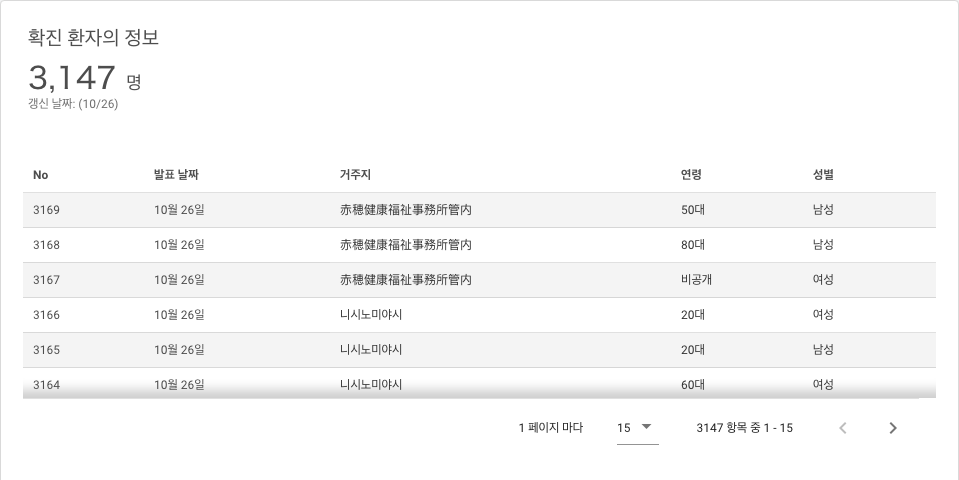 확진 환자의 정보
3,147 명
갱신 날짜: (10/26)
No 발표 날짜 거주지 연령 성별
3169 10월 26일 赤穂健康福祉事務所管内 50대 남성
3168 10월 26일 赤穂健康福祉事務所管内 80대 남성
3167 10월 26일 赤穂健康福祉事務所管内 비공개 여성
3166 10월 26일 니시노미야시 20대 여성
3165 10월 26일 니시노미야시 20대 남성
3164 10월 26일 니시노미야시 60대 여성
1 페이지 마다 15 3147 항목 중 1 - 15